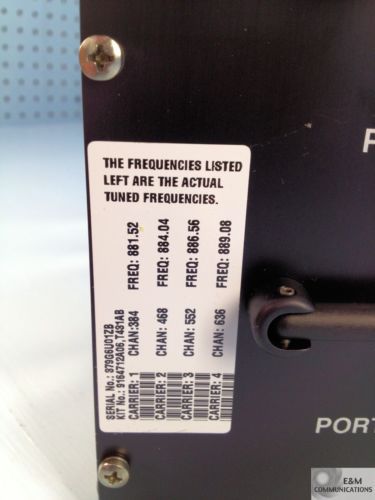 THE FREQUENCIES LISTED
LEFT ARE THE ACTUAL
TUNED FREQUENCIES.
SERIAL No.: 879G6U01ZB
KIT No.: 9164712A06,T431AB
CARRIER: 1 CHAN:384 FREQ: 881.52
CARRIER: 2 CHAN: 468 FREQ: 884.04
CARRIER: 3 CHAN: 552 FREQ: 886.56
CARRIER: 4 CHAN: 636 FREQ: 889.08
PORT
E&M
COMMUNICATIONS